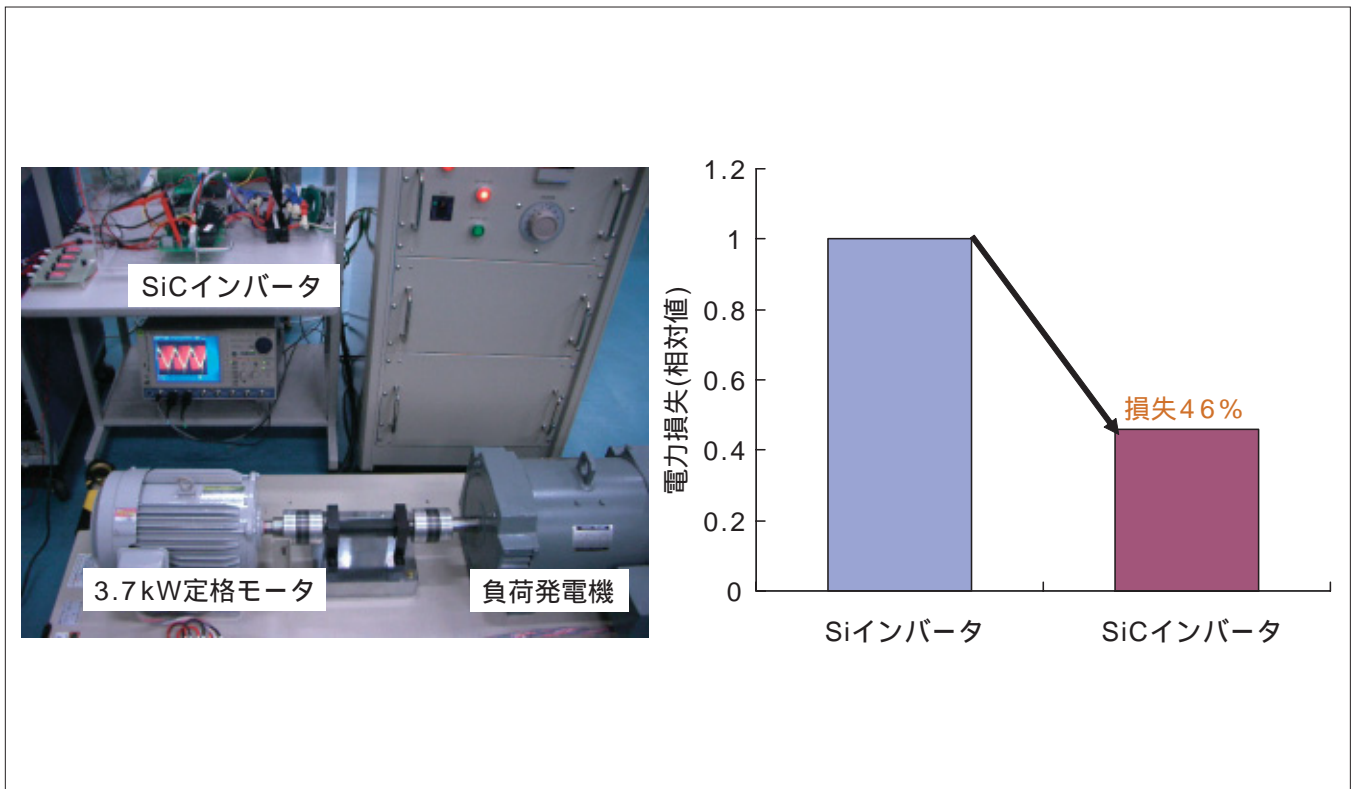 SiCインバータ
3.7kW定格モータ
負荷発電機
電力損失(相対値)
1.2
1
0.8
0.6
0.4
0.2
0
損失46%
Siインバータ
SiCインバータ